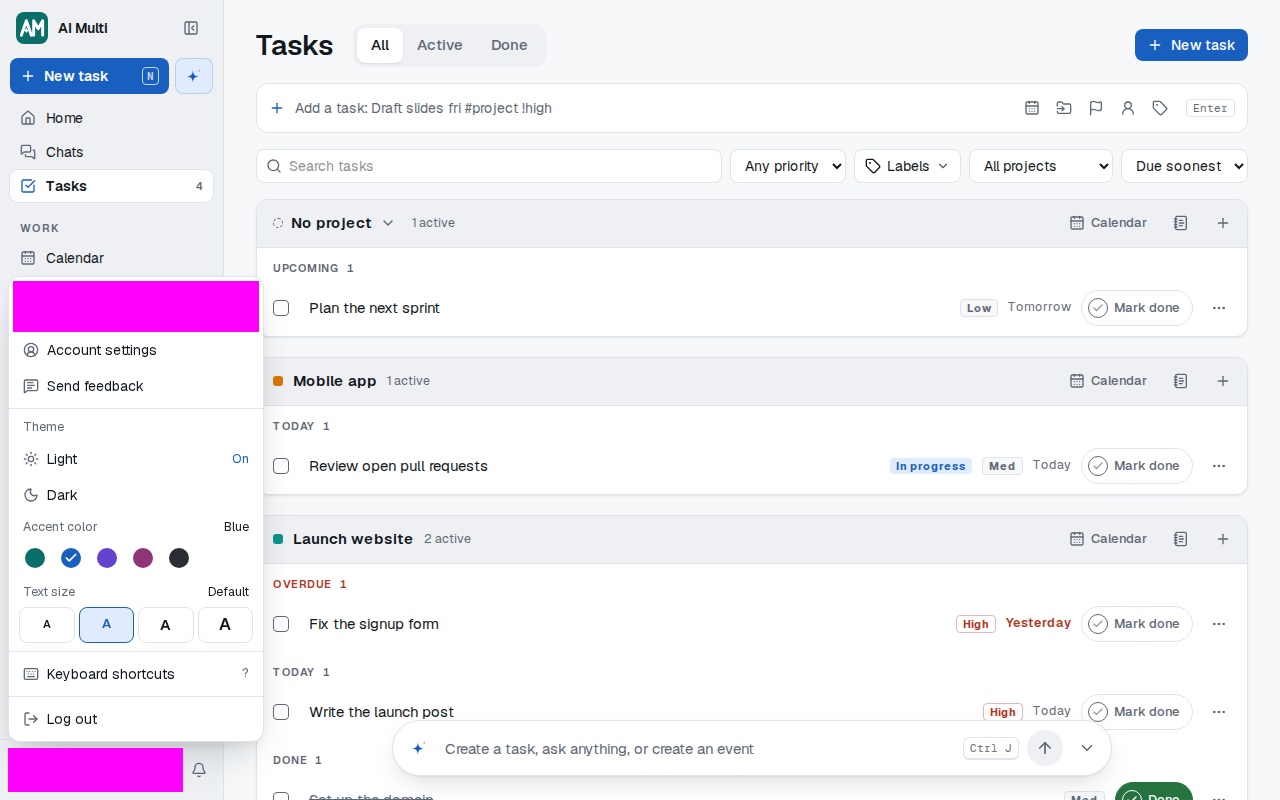 AM AI Multi
New task N
Home
Chats
Tasks 4
WORK
Calendar
Account settings
Send feedback
Theme
Light On
Dark
Accent color Blue
Text size Default
A A A A
Keyboard shortcuts ?
Log out
Tasks All Active Done New task
Add a task: Draft slides fri #project !high Enter
Search tasks Any priority Labels All projects Due soonest
No project 1 active Calendar
UPCOMING 1
Plan the next sprint Low Tomorrow Mark done
Mobile app 1 active Calendar
TODAY 1
Review open pull requests In progress Med Today Mark done
Launch website 2 active Calendar
OVERDUE 1
Fix the signup form High Yesterday Mark done
TODAY 1
Write the launch post High Today Mark done
Create a task, ask anything, or create an event Ctrl J
DONE 1
Set up the domain Med Done